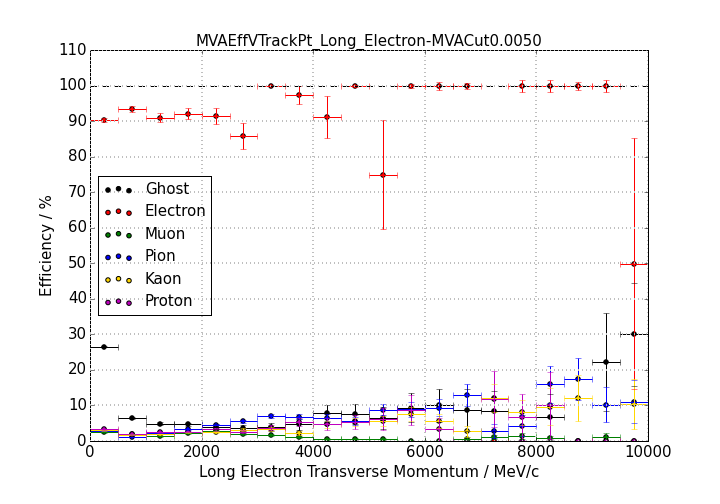 MVAEffVTrackPt_Long_Electron-MVACut0.0050
110
100
90
80
70
60
50
40
30
20
10
0
Efficiency / %
Ghost
Electron
Muon
Pion
Kaon
Proton
0 2000 4000 6000 8000 10000
Long Electron Transverse Momentum / MeV/c